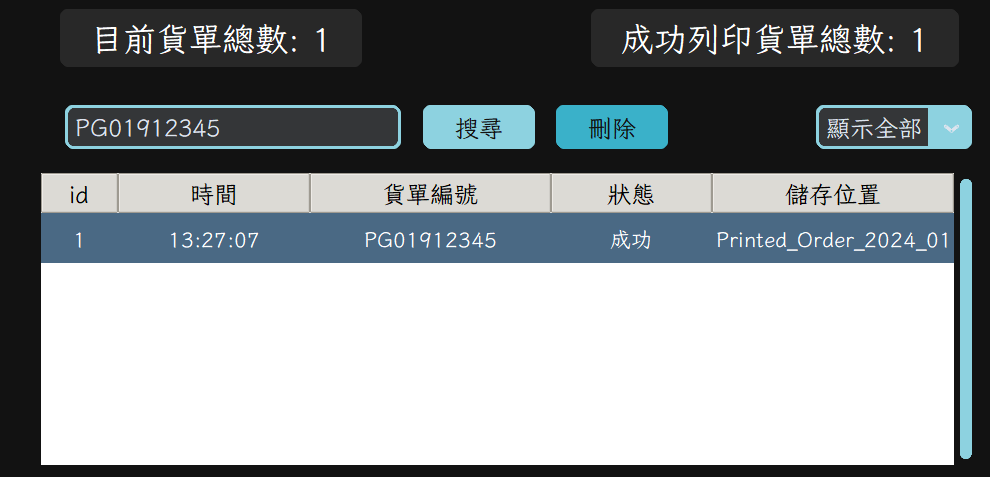 目前貨單總數: 1
成功列印貨單總數: 1
PG01912345
搜尋
刪除
顯示全部
id 時間 貨單編號 狀態 儲存位置
1 13:27:07 PG01912345 成功 Printed_Order_2024_01